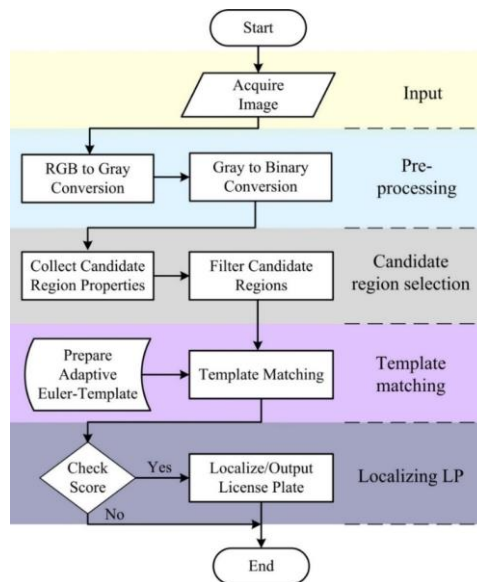 Start
Acquire
Image
Input
RGB to Gray
Conversion
Gray to Binary
Conversion
Pre-
processing
Collect Candidate
Region Properties
Filter Candidate
Regions
Candidate
region selection
Prepare
Adaptive
Euler-Template
Template Matching
Template
matching
Check
Score
Yes
No
Localize/Output
License Plate
Localizing LP
End